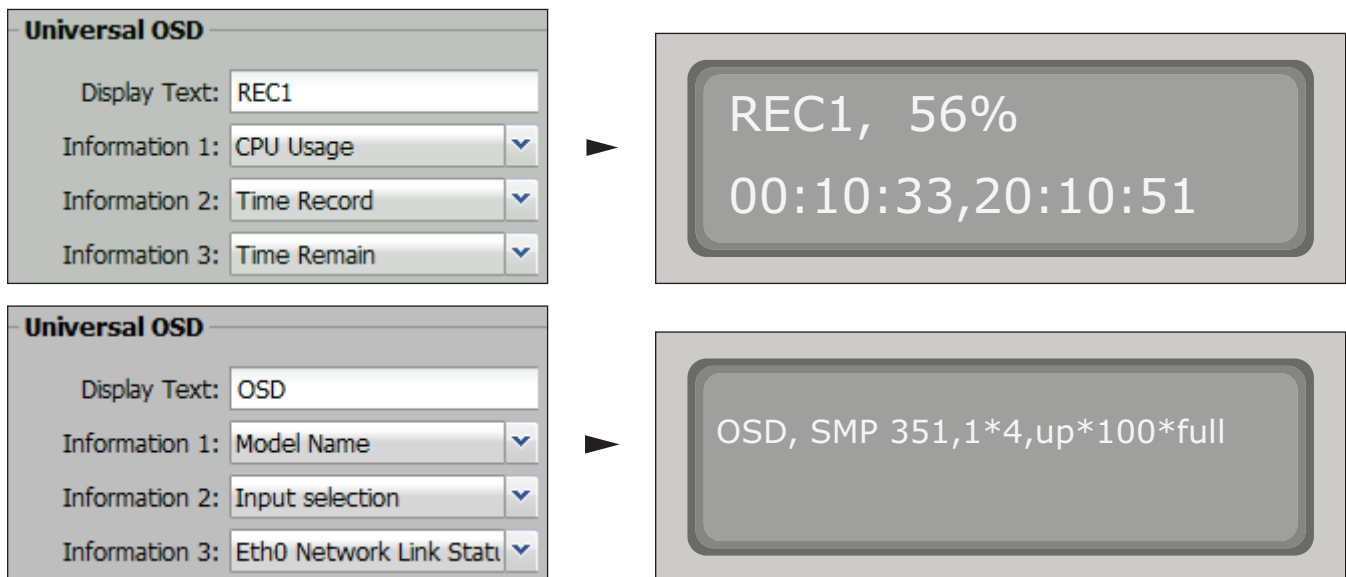 Universal OSD
Display Text: REC1
Information 1: CPU Usage
Information 2: Time Record
Information 3: Time Remain
REC1, 56%
00:10:33,20:10:51
Universal OSD
Display Text: OSD
Information 1: Model Name
Information 2: Input selection
Information 3: Eth0 Network Link Statu
OSD, SMP 351,1*4,up*100*full